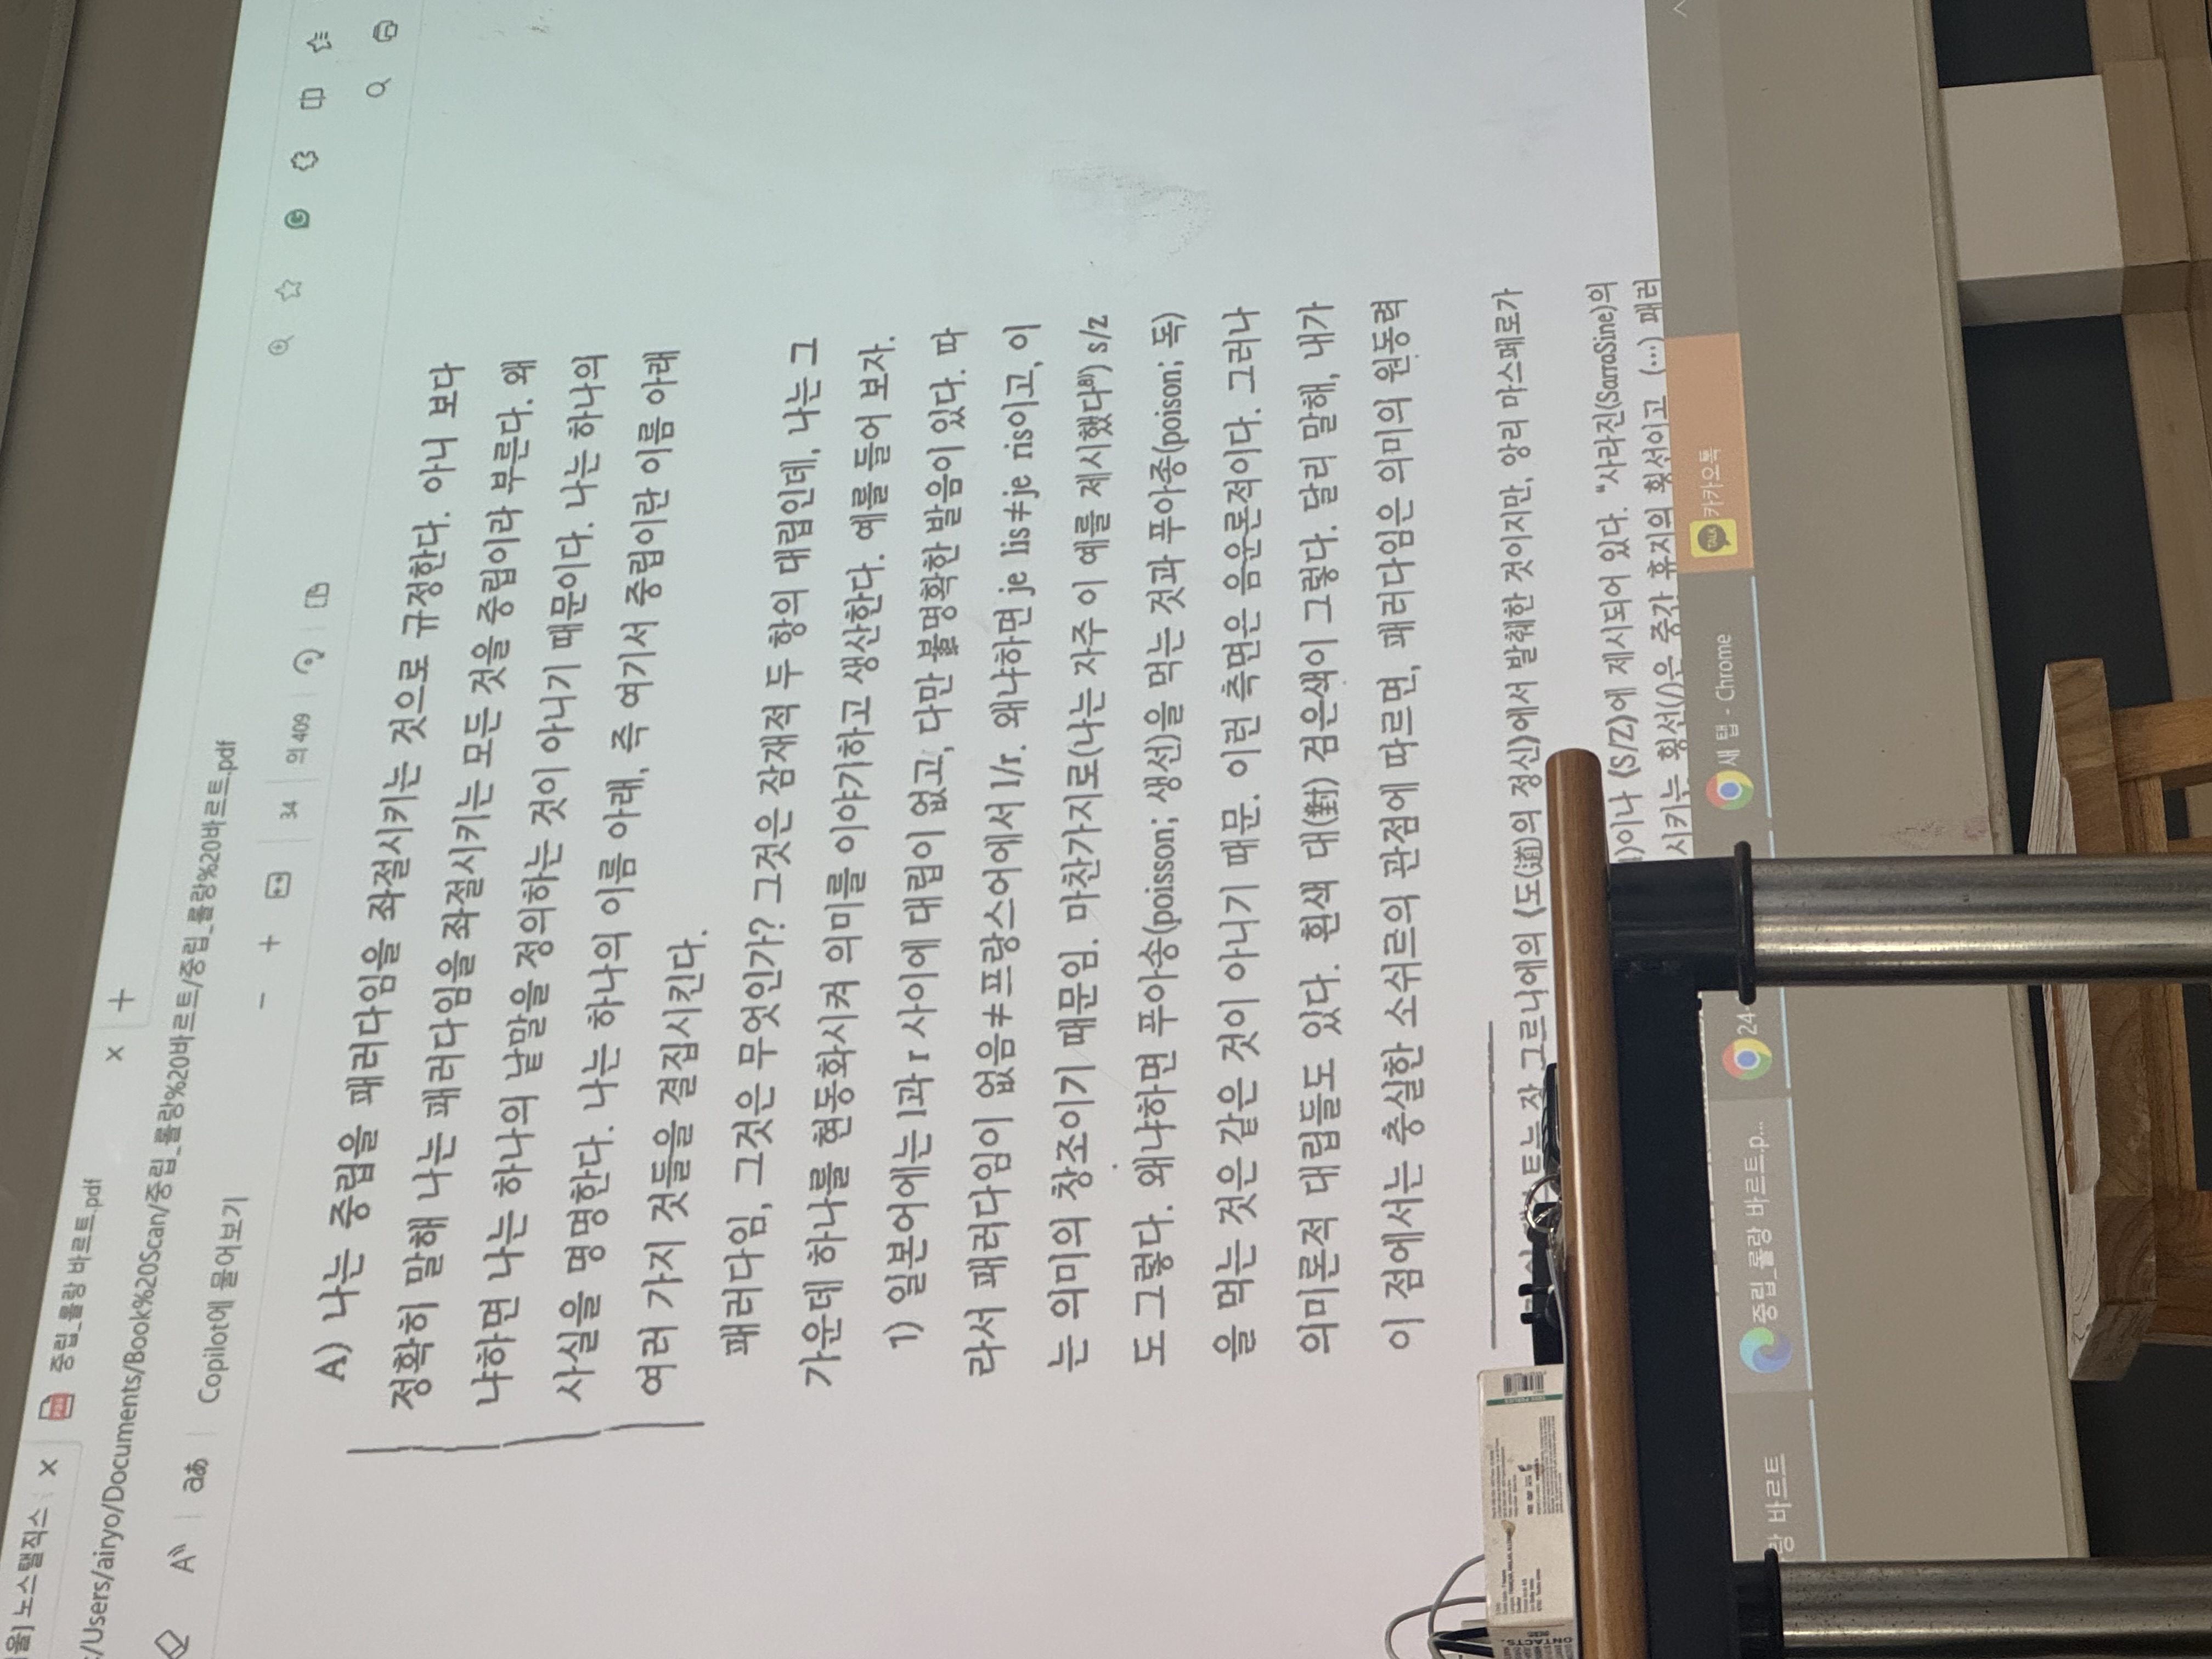 울] 노스탤직스
중립_롤랑 바르트.pdf
:/Users/airyo/Documents/Book%20Scan/중립_롤랑%20바르트/중립_롤랑%20바르트.pdf
A aあ Copilot에 물어보기
− + 34 의 409
A) 나는 중립을 패러다임을 좌절시키는 것으로 규정한다. 아니 보다
정확히 말해 나는 패러다임을 좌절시키는 모든 것을 중립이라 부른다. 왜
냐하면 나는 하나의 낱말을 정의하는 것이 아니기 때문이다. 나는 하나의
사실을 명명한다. 나는 하나의 이름 아래, 즉 여기서 중립이란 이름 아래
여러 가지 것들을 결집시킨다.
패러다임, 그것은 무엇인가? 그것은 잠재적 두 항의 대립인데, 나는 그
가운데 하나를 현동화시켜 의미를 이야기하고 생산한다. 예를 들어 보자.
1) 일본어에는 l과 r 사이에 대립이 없고, 다만 불명확한 발음이 있다. 따
라서 패러다임이 없음≠프랑스어에서 l/r. 왜냐하면 je lis≠je ris이고, 이
는 의미의 창조이기 때문임. 마찬가지로(나는 자주 이 예를 제시했다8)) s/z
도 그렇다. 왜냐하면 푸아송(poisson; 생선)을 먹는 것과 푸아종(poison; 독)
을 먹는 것은 같은 것이 아니기 때문. 이런 측면은 음운론적이다. 그러나
의미론적 대립들도 있다. 흰색 대(對) 검은색이 그렇다. 달리 말해, 내가
이 점에서는 충실한 소쉬르의 관점에 따르면, 패러다임은 의미의 원동력
장 그르니에의 《도(道)의 정신》에서 발췌한 것이지만, 앙리 마스페로가
)이나 《S/Z》에 제시되어 있다. “사라진(SarraSine)의
시키는 횡선(/)은 중간 휴지의 횡선이고 (…) 패러
랑 바르트
중립_롤랑 바르트.p...
24-
새 탭 - Chrome
TALK 카카오톡